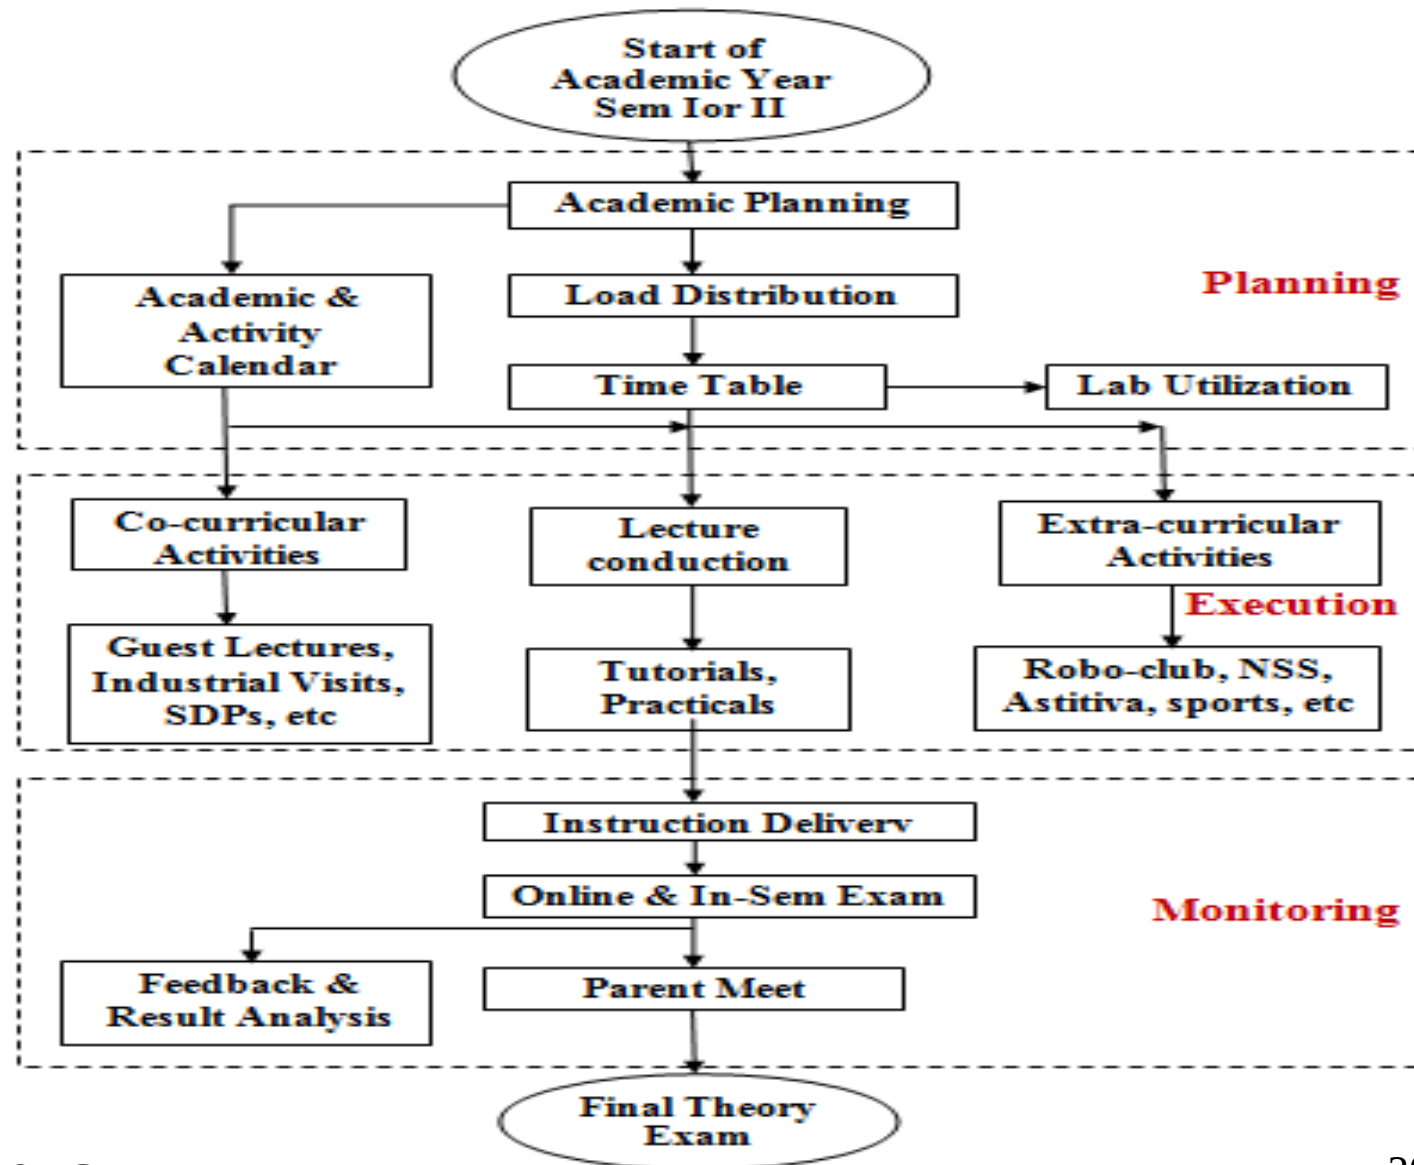 Start of
Academic Year
Sem Ior II
Academic Planning
Academic &
Activity
Calendar
Load Distribution
Planning
Time Table
Lab Utilization
Co-curricular
Activities
Lecture
conduction
Extra-curricular
Activities
Execution
Guest Lectures,
Industrial Visits,
SDPs, etc
Tutorials,
Practicals
Robo-club, NSS,
Astitiva, sports, etc
Instruction Delivery
Online & In-Sem Exam
Monitoring
Feedback &
Result Analysis
Parent Meet
Final Theory
Exam